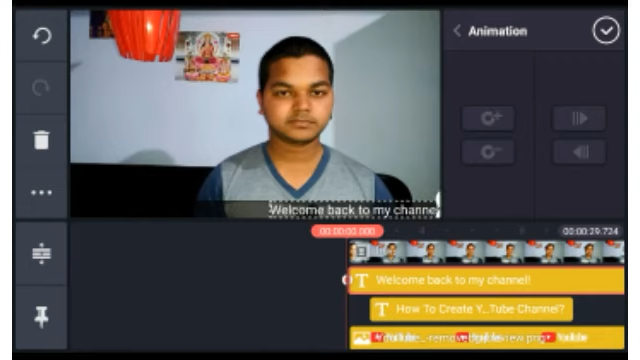 Animation
Welcome back to my channe
00:00:00.000
00:00:29.724
T Welcome back to my channel!
T How To Create Y...Tube Channel?
YouTube